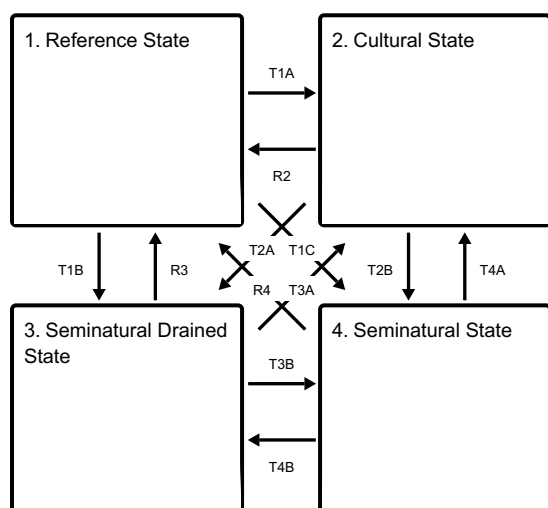 1. Reference State
2. Cultural State
T1A
R2
T2A
T1C
T1B
R3
T2B
T4A
R4
T3A
3. Seminatural Drained
State
4. Seminatural State
T3B
T4B